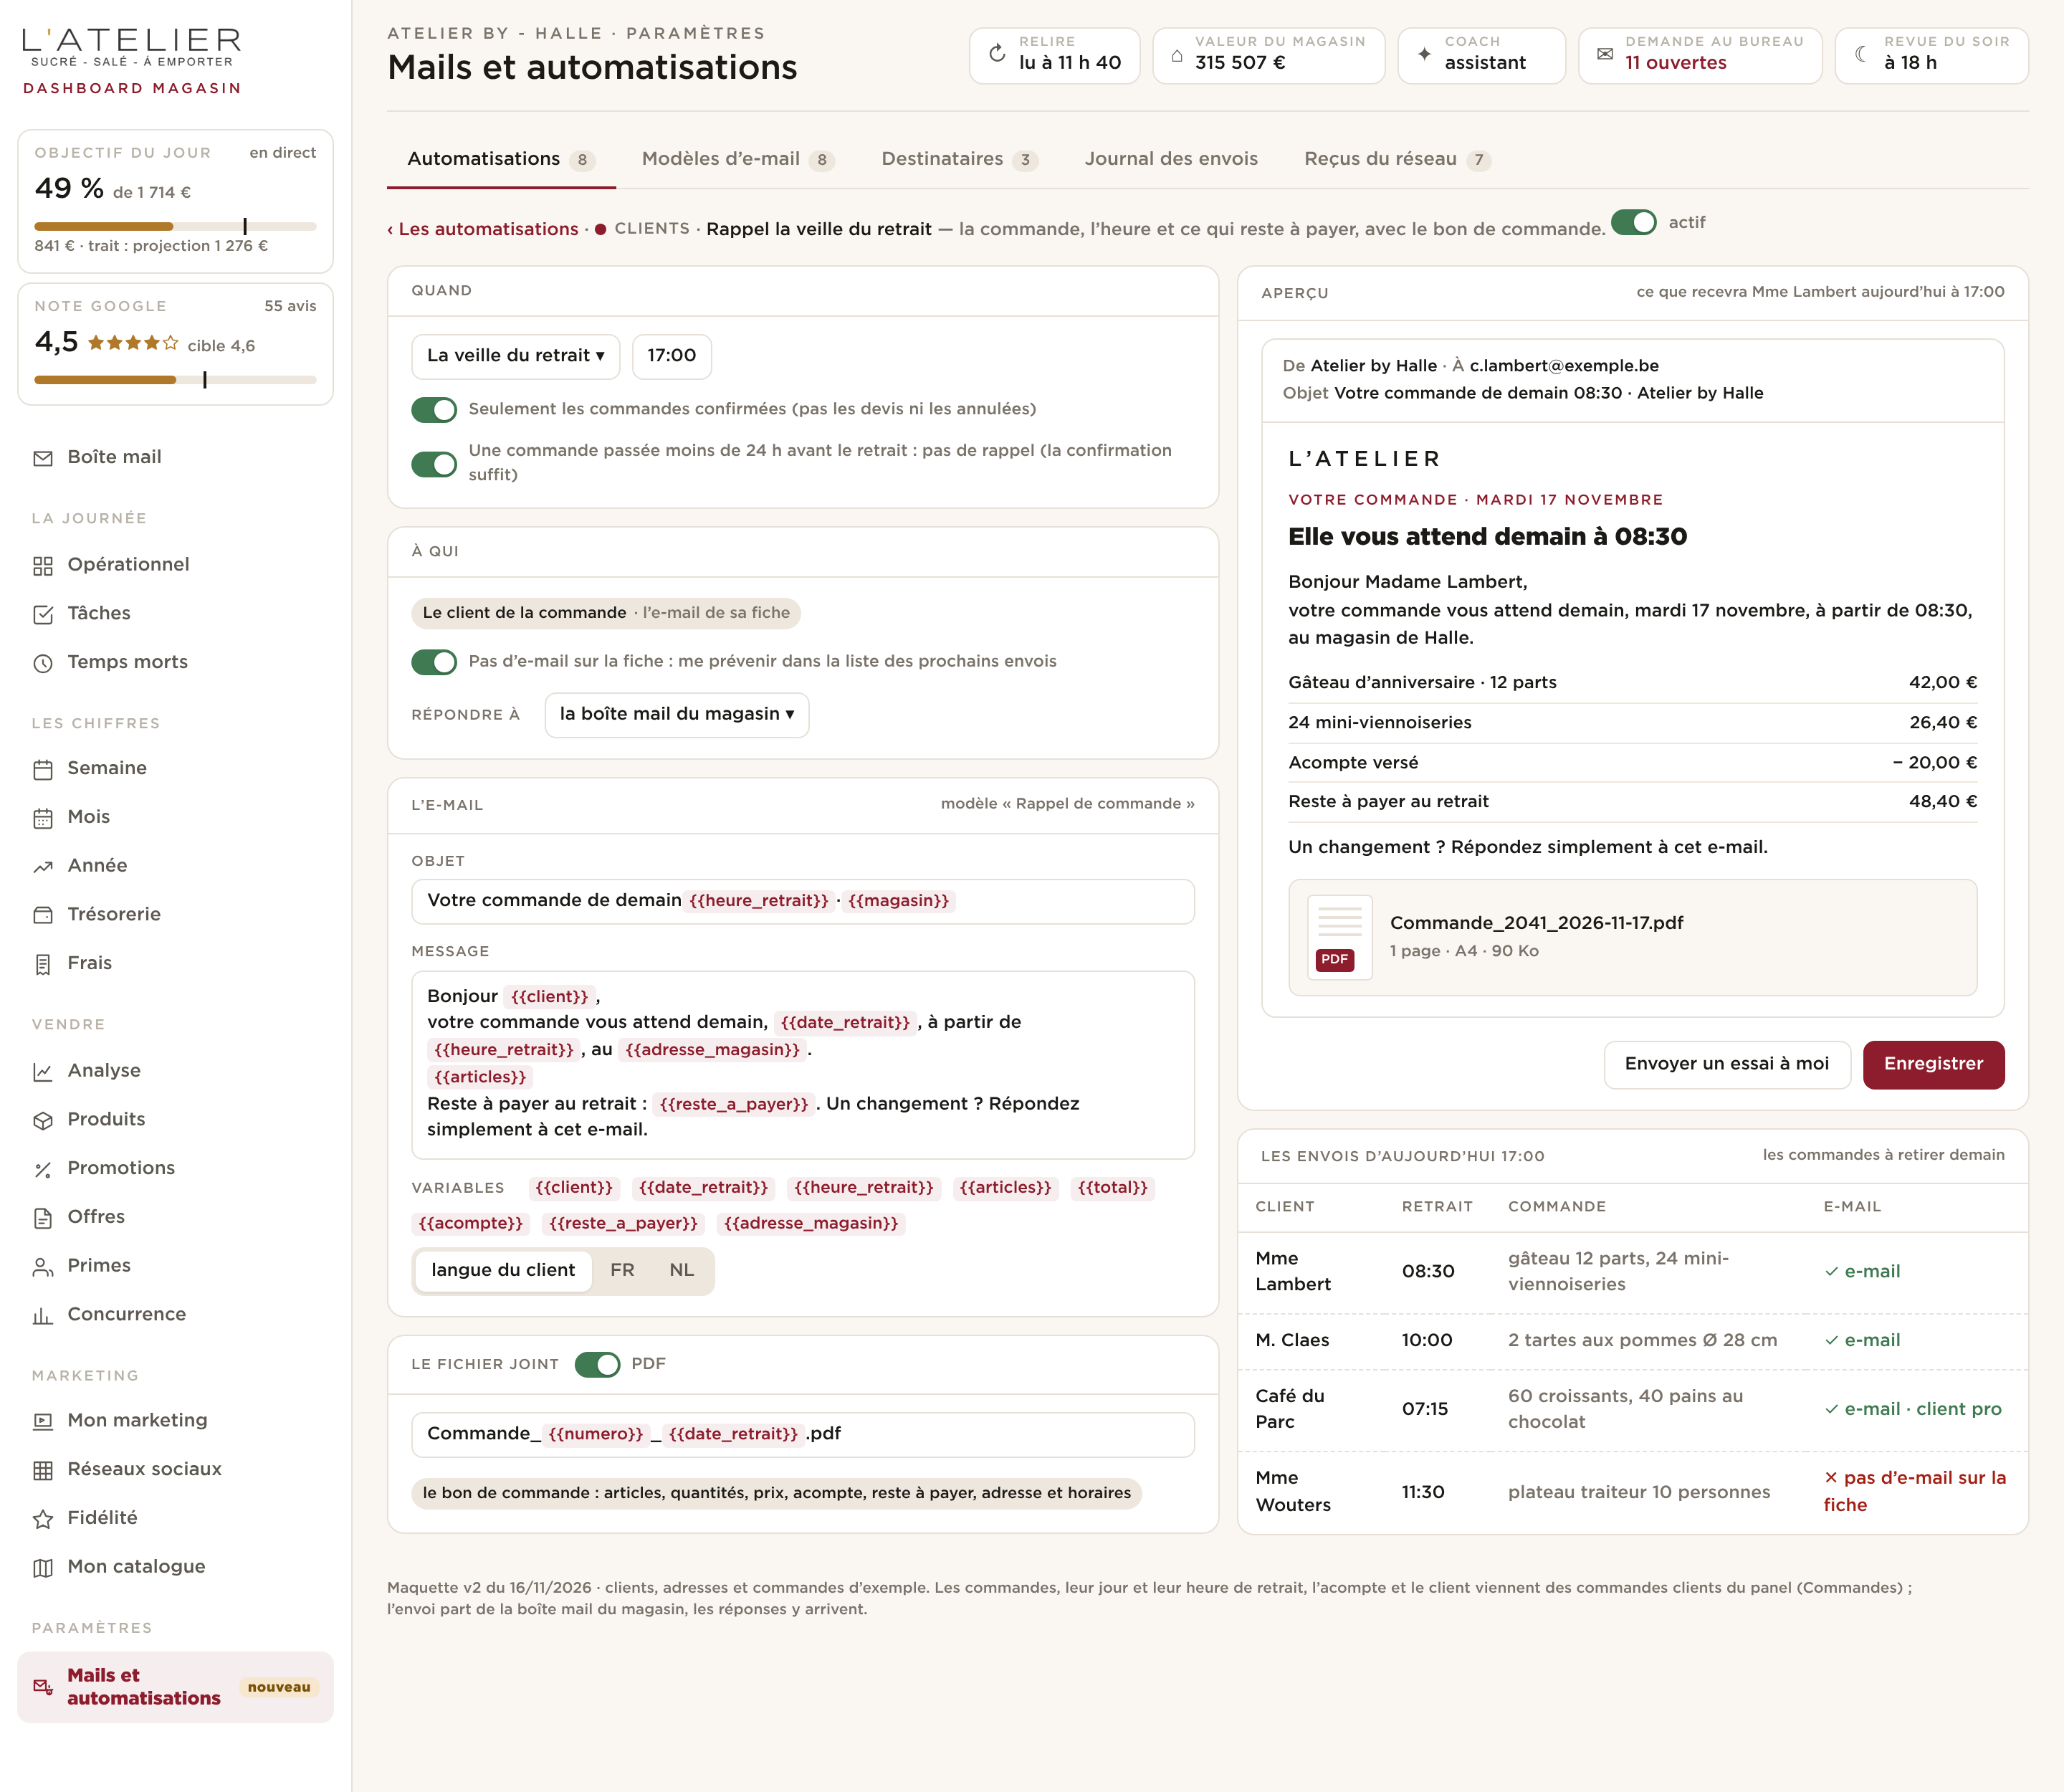 L'ATELIER
SUCRÉ - SALÉ - À EMPORTER
DASHBOARD MAGASIN
OBJECTIF DU JOUR en direct
49 % de 1 714 €
841 € · trait : projection 1 276 €
NOTE GOOGLE 55 avis
4,5 ★★★★☆ cible 4,6
Boîte mail
LA JOURNÉE
Opérationnel
Tâches
Temps morts
LES CHIFFRES
Semaine
Mois
Année
Trésorerie
Frais
VENDRE
Analyse
Produits
Promotions
Offres
Primes
Concurrence
MARKETING
Mon marketing
Réseaux sociaux
Fidélité
Mon catalogue
PARAMÈTRES
Mails et
automatisations nouveau
ATELIER BY - HALLE · PARAMÈTRES
Mails et automatisations
RELIRE
lu à 11 h 40
VALEUR DU MAGASIN
315 507 €
COACH
assistant
DEMANDE AU BUREAU
11 ouvertes
REVUE DU SOIR
à 18 h
Automatisations 8
Modèles d’e-mail 8
Destinataires 3
Journal des envois
Reçus du réseau 7
‹ Les automatisations · ● CLIENTS · Rappel la veille du retrait — la commande, l’heure et ce qui reste à payer, avec le bon de commande. actif
QUAND
La veille du retrait ▾ 17:00
Seulement les commandes confirmées (pas les devis ni les annulées)
Une commande passée moins de 24 h avant le retrait : pas de rappel (la confirmation
suffit)
À QUI
Le client de la commande · l’e-mail de sa fiche
Pas d’e-mail sur la fiche : me prévenir dans la liste des prochains envois
RÉPONDRE À la boîte mail du magasin ▾
L’E-MAIL modèle « Rappel de commande »
OBJET
Votre commande de demain {{heure_retrait}} · {{magasin}}
MESSAGE
Bonjour {{client}} ,
votre commande vous attend demain, {{date_retrait}} , à partir de
{{heure_retrait}} , au {{adresse_magasin}} .
{{articles}}
Reste à payer au retrait : {{reste_a_payer}} . Un changement ? Répondez
simplement à cet e-mail.
VARIABLES {{client}} {{date_retrait}} {{heure_retrait}} {{articles}} {{total}}
{{acompte}} {{reste_a_payer}} {{adresse_magasin}}
langue du client FR NL
LE FICHIER JOINT PDF
Commande_ {{numero}} _ {{date_retrait}} .pdf
le bon de commande : articles, quantités, prix, acompte, reste à payer, adresse et horaires
APERÇU ce que recevra Mme Lambert aujourd’hui à 17:00
De Atelier by Halle · À c.lambert@exemple.be
Objet Votre commande de demain 08:30 · Atelier by Halle
L’ATELIER
VOTRE COMMANDE · MARDI 17 NOVEMBRE
Elle vous attend demain à 08:30
Bonjour Madame Lambert,
votre commande vous attend demain, mardi 17 novembre, à partir de 08:30,
au magasin de Halle.
Gâteau d’anniversaire · 12 parts 42,00 €
24 mini-viennoiseries 26,40 €
Acompte versé − 20,00 €
Reste à payer au retrait 48,40 €
Un changement ? Répondez simplement à cet e-mail.
PDF
Commande_2041_2026-11-17.pdf
1 page · A4 · 90 Ko
Envoyer un essai à moi
Enregistrer
LES ENVOIS D’AUJOURD’HUI 17:00 les commandes à retirer demain
CLIENT RETRAIT COMMANDE E-MAIL
Mme Lambert 08:30 gâteau 12 parts, 24 mini-viennoiseries ✓ e-mail
M. Claes 10:00 2 tartes aux pommes Ø 28 cm ✓ e-mail
Café du Parc 07:15 60 croissants, 40 pains au chocolat ✓ e-mail · client pro
Mme Wouters 11:30 plateau traiteur 10 personnes ✕ pas d’e-mail sur la fiche
Maquette v2 du 16/11/2026 · clients, adresses et commandes d’exemple. Les commandes, leur jour et leur heure de retrait, l’acompte et le client viennent des commandes clients du panel (Commandes) ;
l’envoi part de la boîte mail du magasin, les réponses y arrivent.